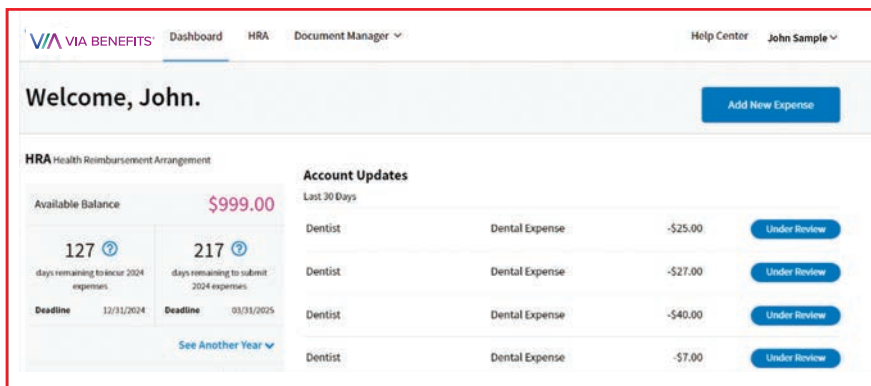 VIA VIA BENEFITS Dashboard HRA Document Manager Help Center John Sample
Welcome, John.
Add New Expense
HRA Health Reimbursement Arrangement
Available Balance $999.00
127 ?
days remaining to incur 2024
expenses
Deadline 12/31/2024
217 ?
days remaining to submit
2024 expenses
Deadline 03/31/2025
See Another Year
Account Updates
Last 30 Days
Dentist Dental Expense -$25.00 Under Review
Dentist Dental Expense -$27.00 Under Review
Dentist Dental Expense -$40.00 Under Review
Dentist Dental Expense -$7.00 Under Review